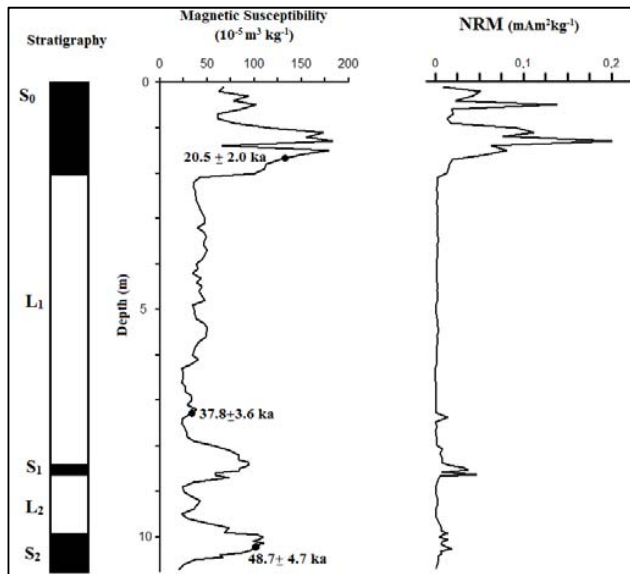 Stratigraphy
Magnetic Susceptibility
(10⁻⁵ m³ kg⁻¹)
NRM (mAm²kg⁻¹)
0 50 100 150 200
0 0,1 0,2
0
5
10
Depth (m)
S₀
L₁
S₁
L₂
S₂
20.5 ± 2.0 ka
37.8±3.6 ka
48.7± 4.7 ka